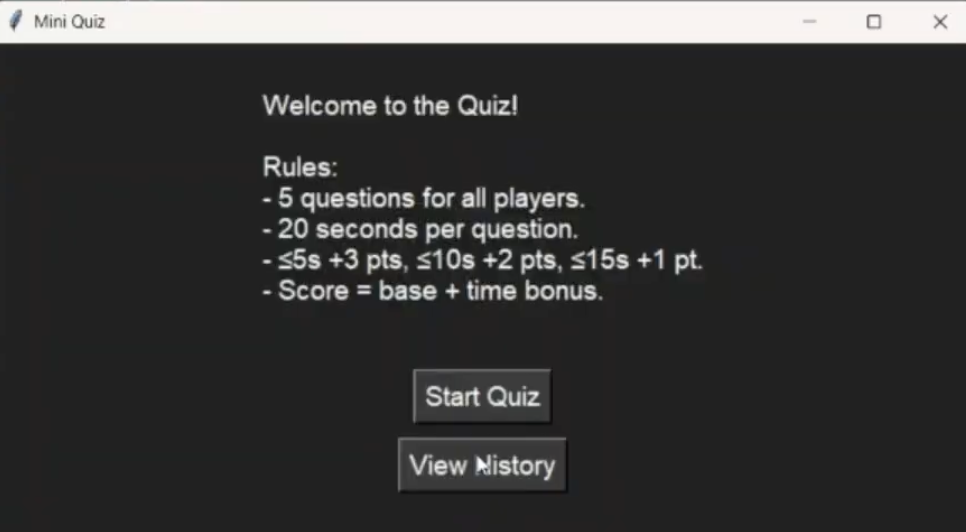 Mini Quiz
Welcome to the Quiz!
Rules:
- 5 questions for all players.
- 20 seconds per question.
- ≤5s +3 pts, ≤10s +2 pts, ≤15s +1 pt.
- Score = base + time bonus.
Start Quiz
View History